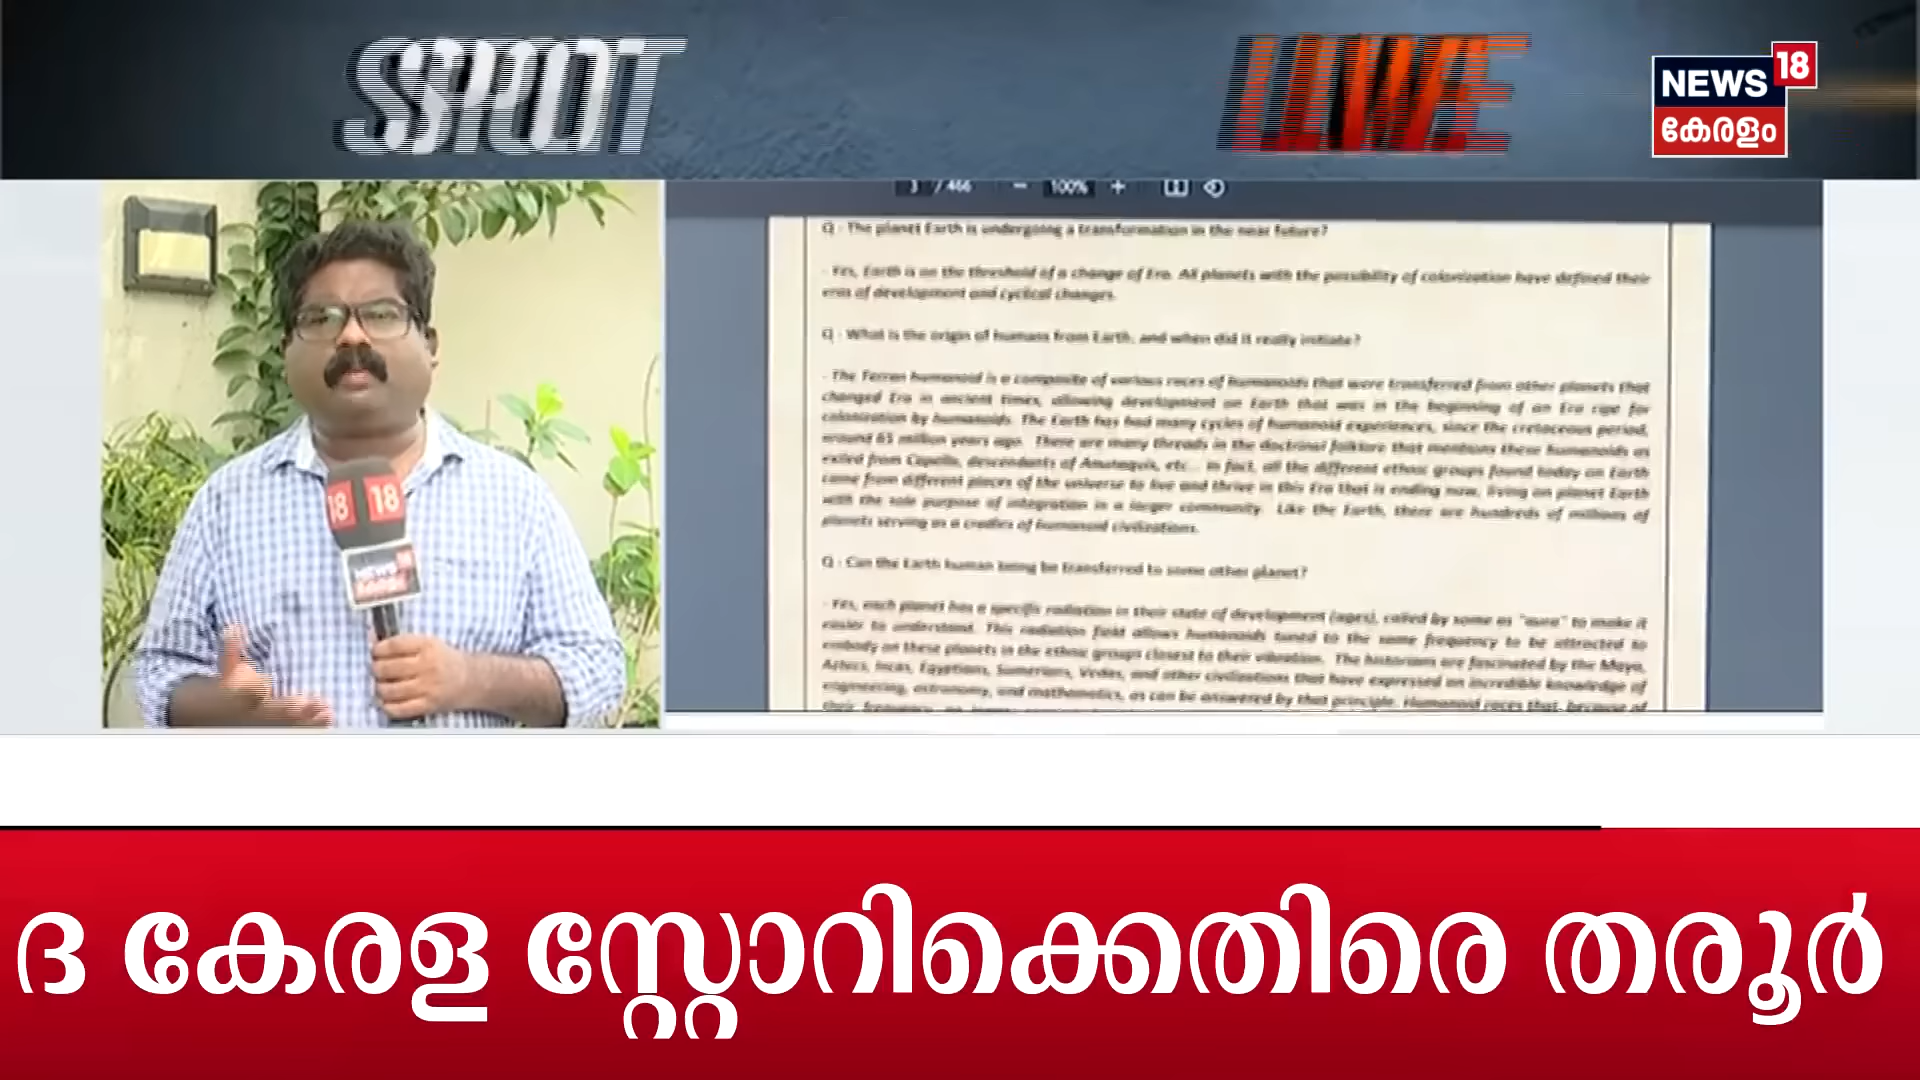 NEWS 18
കേരളം
3 / 466 — 100% +
Q - The planet Earth is undergoing a transformation in the near future?
- Yes, Earth is on the threshold of a change of Era. All planets with the possibility of colonization have defined their
eras of development and cyclical changes.
Q - What is the origin of humans from Earth, and when did it really initiate?
- The Terran humanoid is a composite of various races of humanoids that were transferred from other planets that
changed Era in ancient times, allowing development on Earth that was in the beginning of an Era ripe for
colonization by humanoids. The Earth has had many cycles of humanoid experiences, since the cretaceous period,
around 65 million years ago. There are many threads in the doctrinal folklore that mentions these humanoids as
exiled from Capella, descendants of etc... In fact, all the different ethnic groups found today on Earth
came from different places of the universe to live and thrive in this Era that is ending now, living on planet Earth
with the sole purpose of integration in a larger community. Like the Earth, there are hundreds of millions of
planets serving as a cradles of humanoid civilizations.
Q - Can the Earth human being be transferred to some other planet?
- Yes, each planet has a specific radiation in their state of development (ages), called by some as "aura" to make it
easier to understand. This radiation field allows humanoids tuned to the same frequency to be attracted to
embody on these planets in the ethnic groups closest to their vibration. The historians are fascinated by the Maya,
Aztecs, Incas, Egyptians, Sumerians, Vedas, and other civilizations that have expressed an incredible knowledge of
engineering, astronomy, and mathematics, as can be answered by that principle. Humanoid races that, because of
18 18
ദ കേരള സ്റ്റോറിക്കെതിരെ തരൂർ